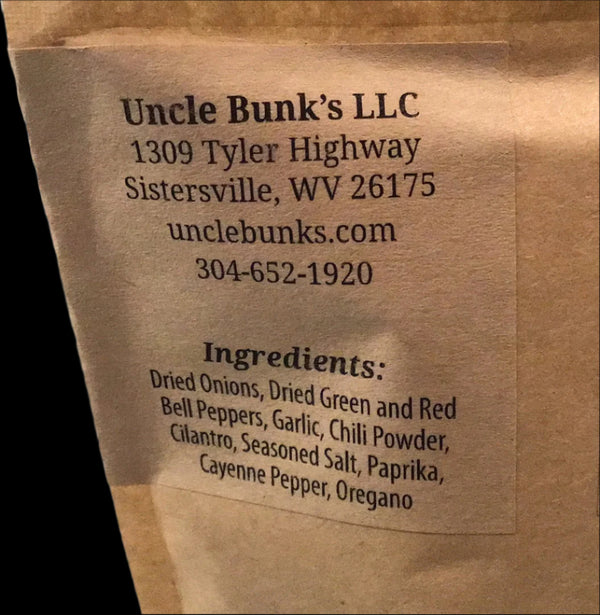 Uncle Bunk's LLC
1309 Tyler Highway
Sistersville, WV 26175
unclebunks.com
304-652-1920
Ingredients:
Dried Onions, Dried Green and Red
Bell Peppers, Garlic, Chili Powder,
Cilantro, Seasoned Salt, Paprika,
Cayenne Pepper, Oregano